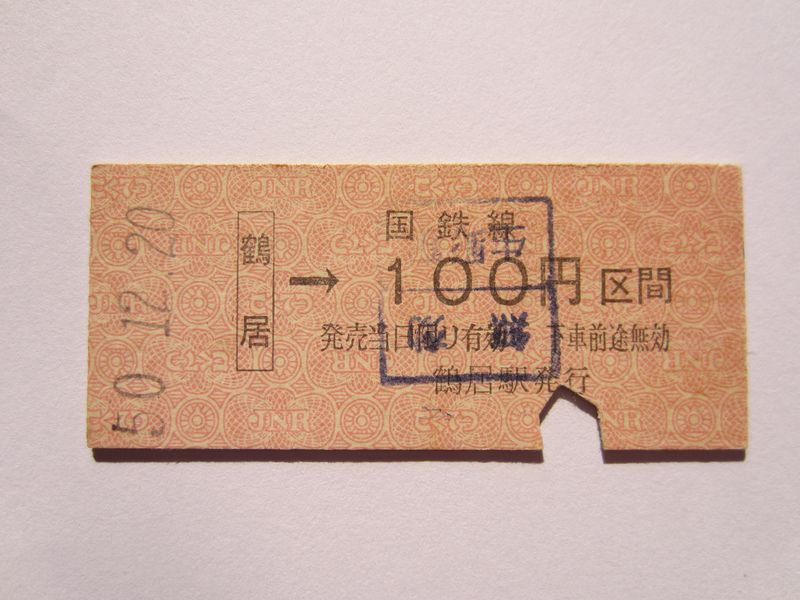 50 12.20
鶴居
→
国鉄線
100円区間
発売当日限り有効 下車前途無効
鶴居駅発行